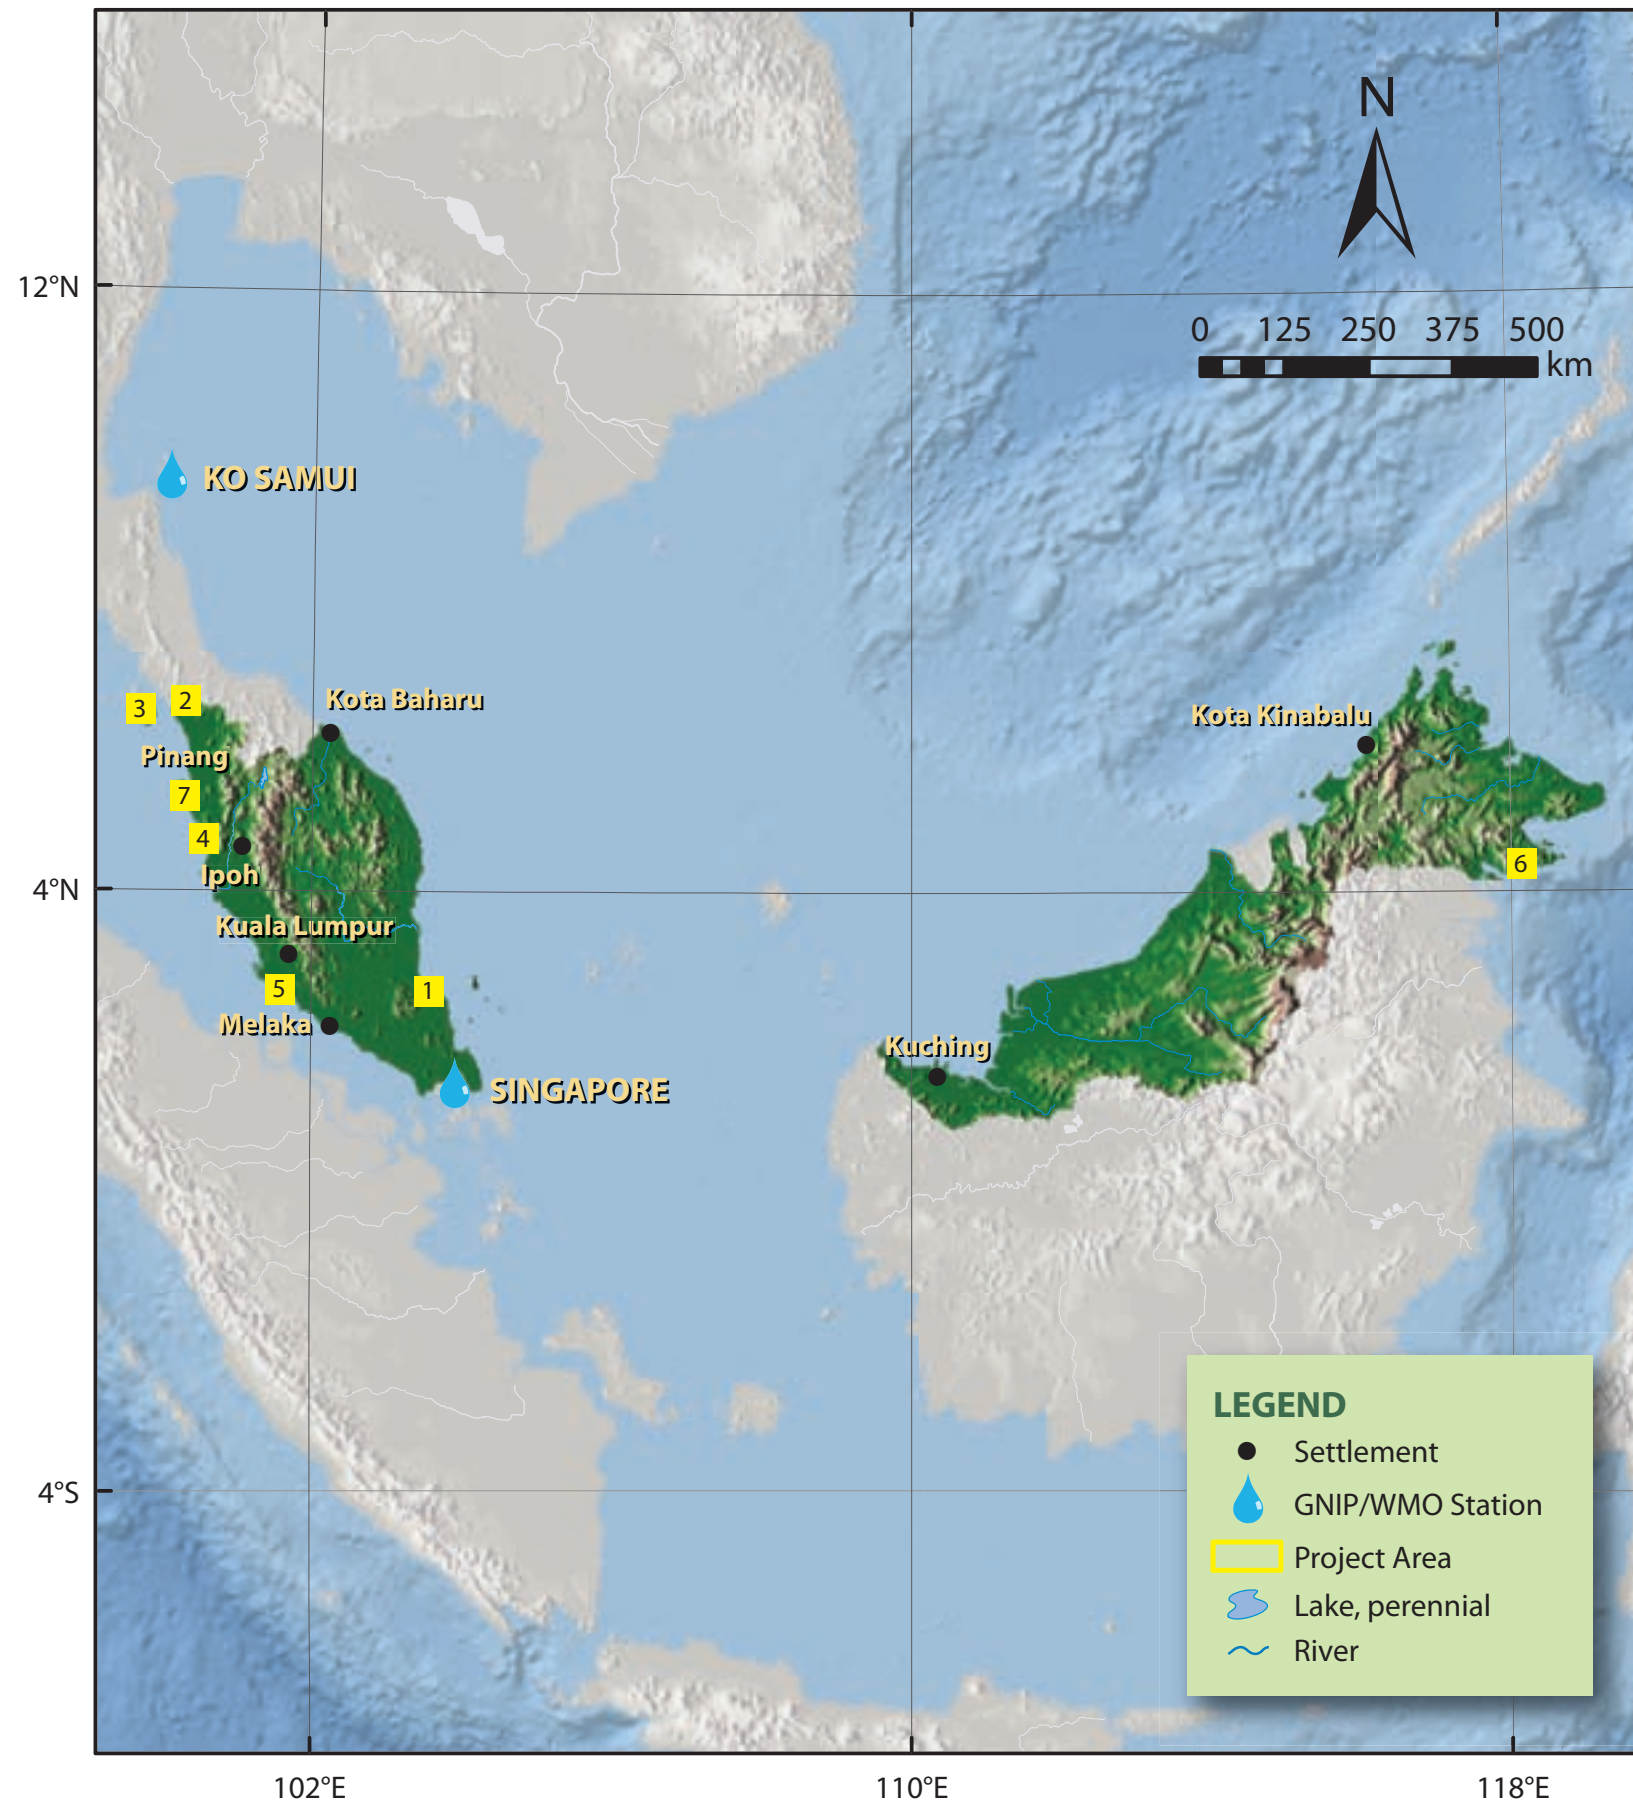 N
12°N
0 125 250 375 500
km
KO SAMUI
Kota Baharu
3
2
Kota Kinabalu
Pinang
7
4
6
Ipoh
4°N
Kuala Lumpur
5
1
Melaka
Kuching
SINGAPORE
LEGEND
Settlement
4°S
GNIP/WMO Station
Project Area
Lake, perennial
River
102°E
110°E
118°E